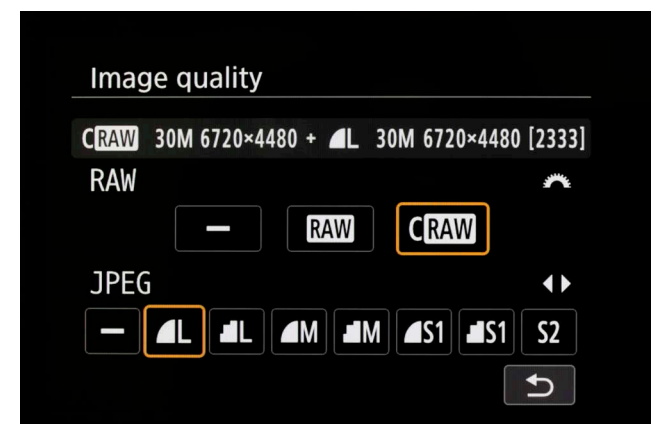 Image quality
CRAW 30M 6720×4480 + L 30M 6720×4480 [2333]
RAW
— RAW CRAW
JPEG
— L L M M S1 S1 S2